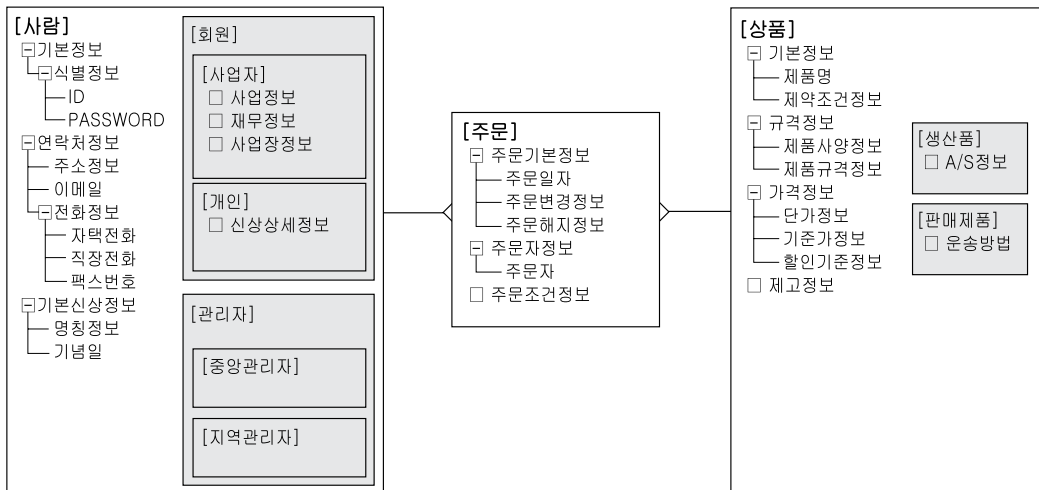 [사람]
기본정보
식별정보
ID
PASSWORD
연락처정보
주소정보
이메일
전화정보
자택전화
직장전화
팩스번호
기본신상정보
명칭정보
기념일
[회원]
[사업자]
사업정보
재무정보
사업장정보
[개인]
신상상세정보
[관리자]
[중앙관리자]
[지역관리자]
[주문]
주문기본정보
주문일자
주문변경정보
주문해지정보
주문자정보
주문자
주문조건정보
[상품]
기본정보
제품명
제약조건정보
규격정보
제품사양정보
제품규격정보
가격정보
단가정보
기준가정보
할인기준정보
제고정보
[생산품]
A/S정보
[판매제품]
운송방법